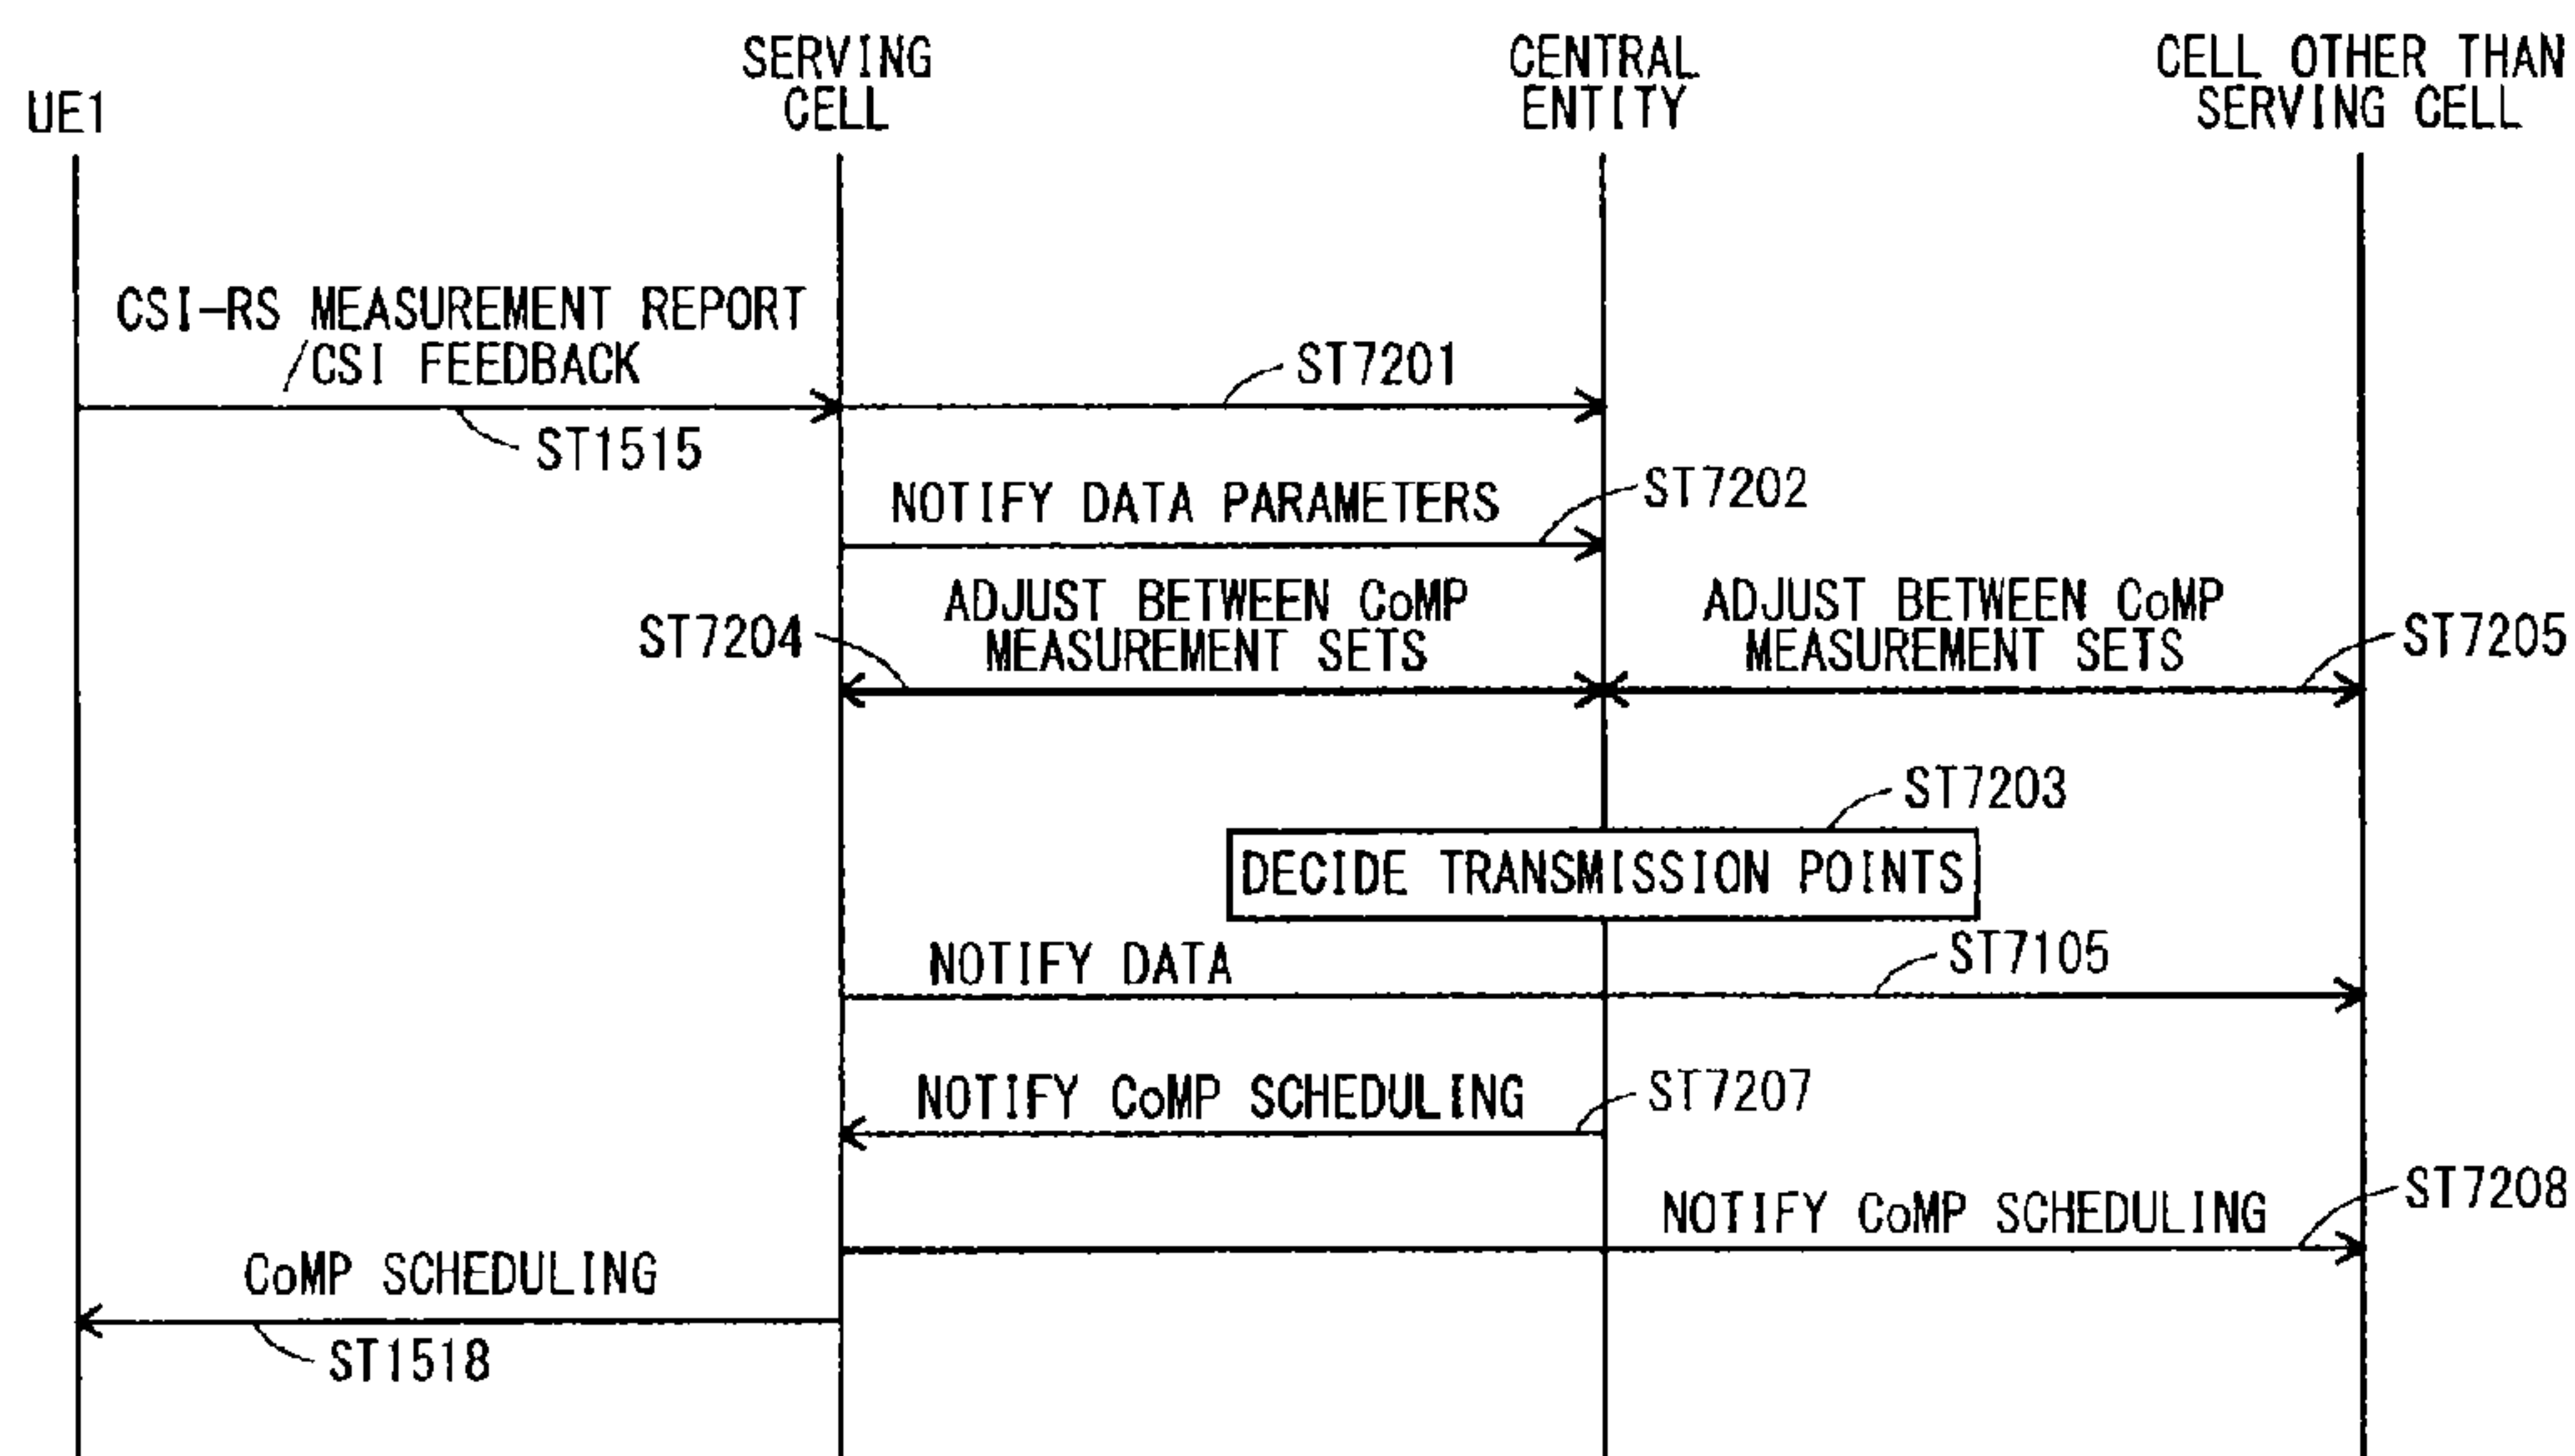 UE1
SERVING
CELL
CENTRAL
ENTITY
CELL OTHER THAN
SERVING CELL
CSI-RS MEASUREMENT REPORT
/CSI FEEDBACK
ST1515
ST7201
NOTIFY DATA PARAMETERS
ST7202
ST7204
ADJUST BETWEEN CoMP
MEASUREMENT SETS
ADJUST BETWEEN CoMP
MEASUREMENT SETS
ST7205
ST7203
DECIDE TRANSMISSION POINTS
NOTIFY DATA
ST7105
NOTIFY CoMP SCHEDULING
ST7207
NOTIFY CoMP SCHEDULING
ST7208
CoMP SCHEDULING
ST1518